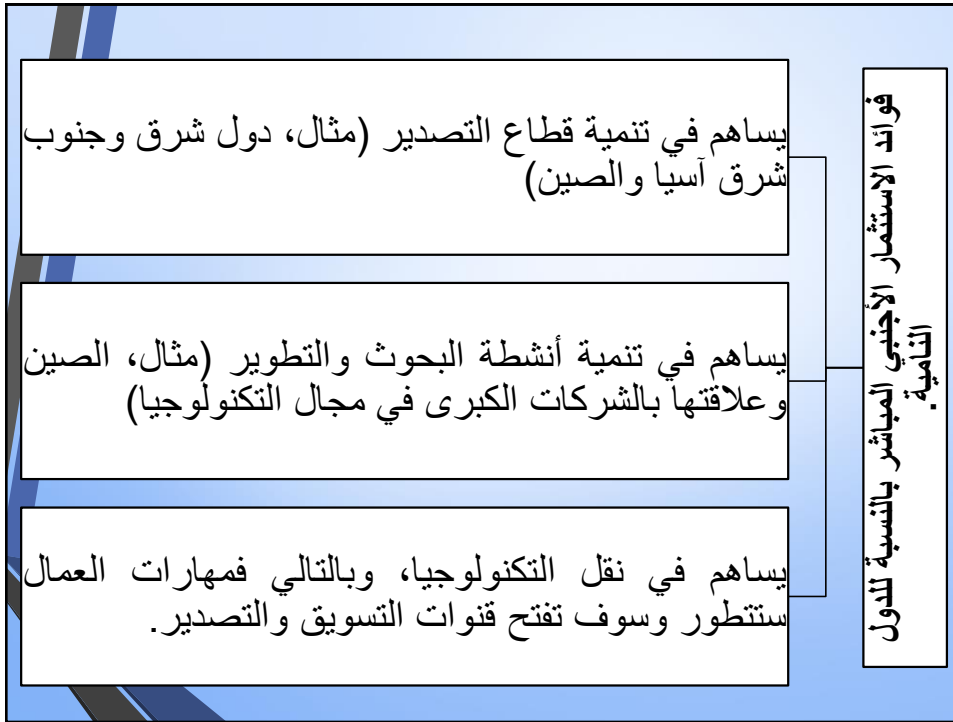 فوائد الاستثمار الأجنبي المباشر بالنسبة للدول
النامية.
يساهم في تنمية قطاع التصدير (مثال، دول شرق وجنوب
شرق آسيا والصين)
يساهم في تنمية أنشطة البحوث والتطوير (مثال، الصين
وعلاقتها بالشركات الكبرى في مجال التكنولوجيا)
يساهم في نقل التكنولوجيا، وبالتالي فمهارات العمال
ستتطور وسوف تفتح قنوات التسويق والتصدير.